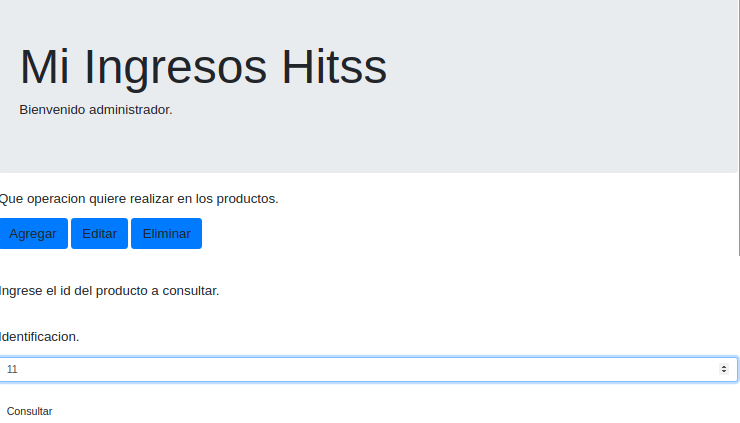 Mi Ingresos Hitss
Bienvenido administrador.
Que operacion quiere realizar en los productos.
Agregar Editar Eliminar
Ingrese el id del producto a consultar.
Identificacion.
11
Consultar